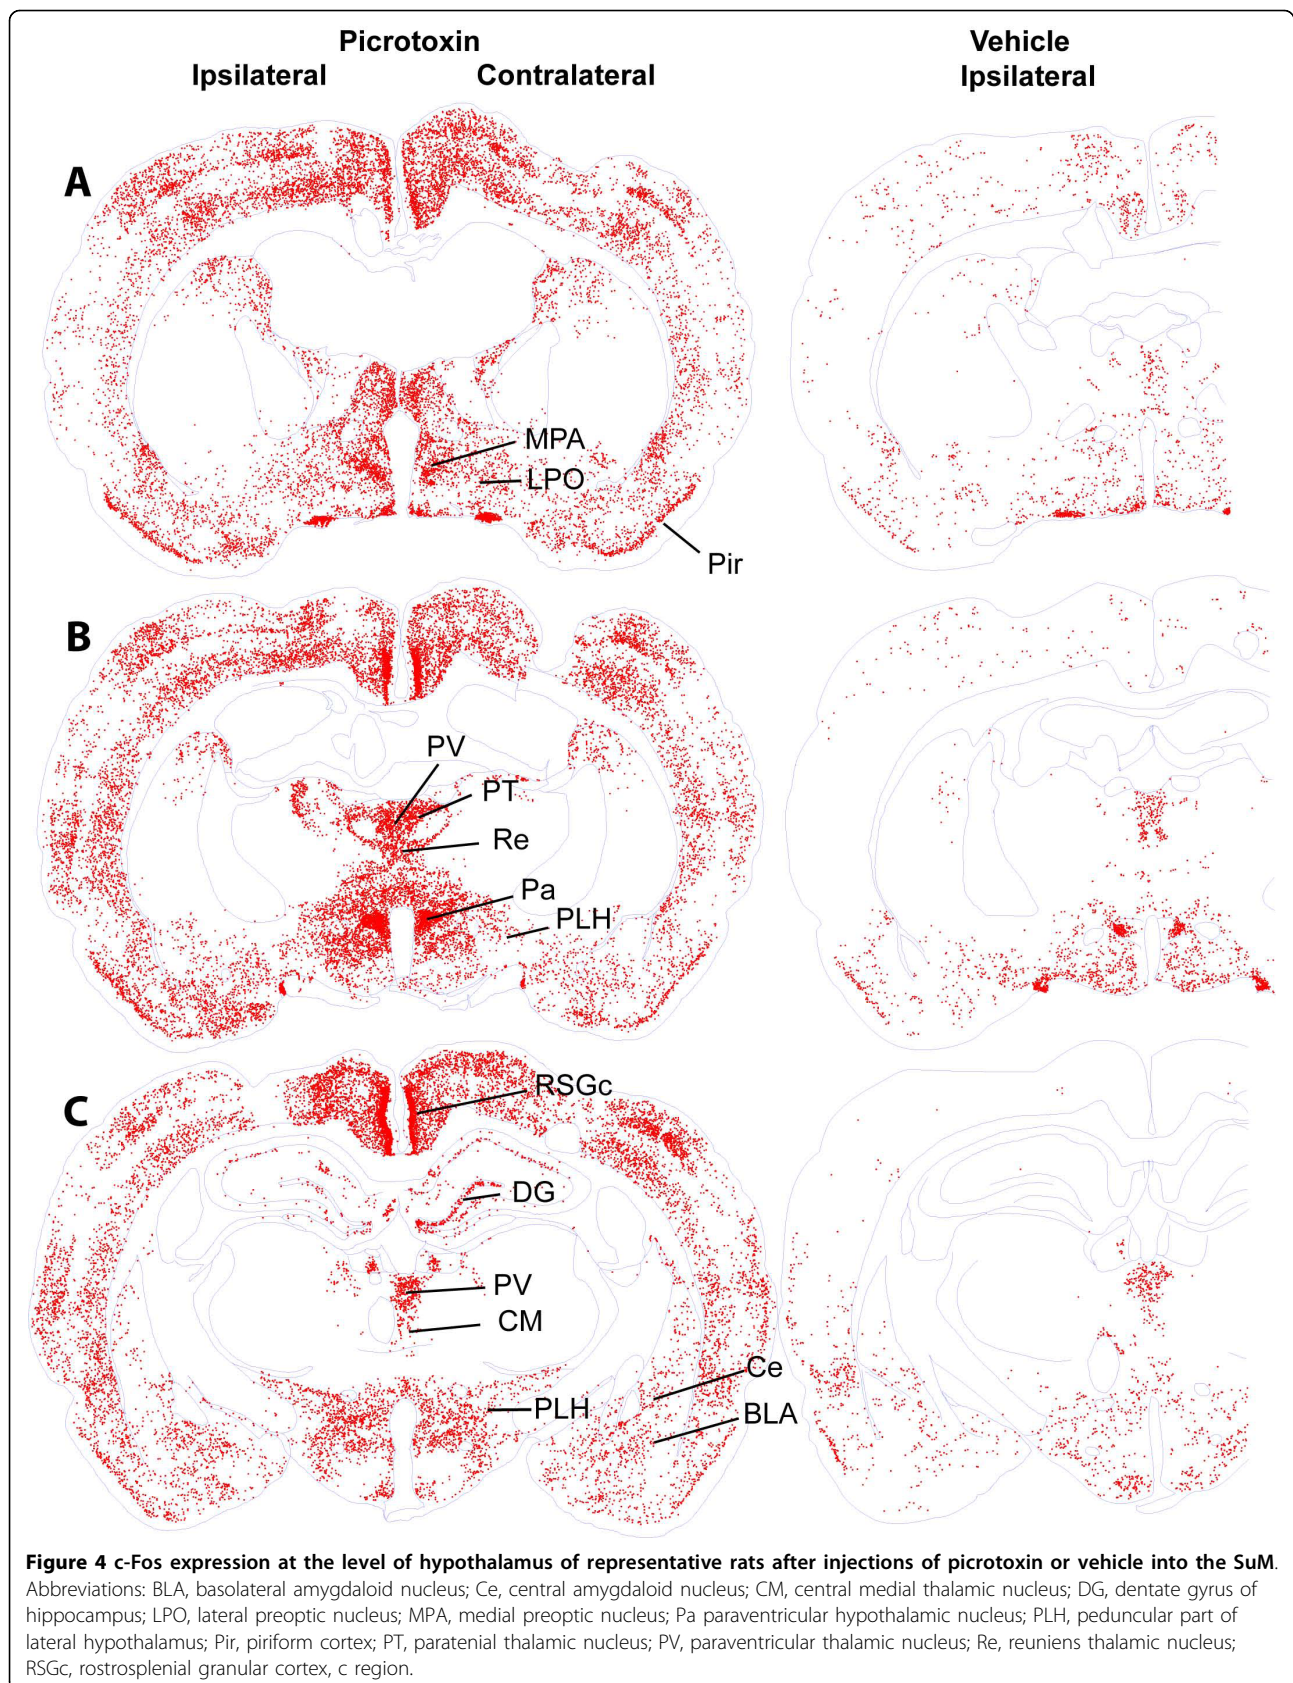 Picrotoxin
Vehicle
Ipsilateral
Contralateral
Ipsilateral
A
MPA
LPO
Pir
B
PV
PT
Re
Pa
PLH
C
RSGc
DG
PV
CM
Ce
PLH
BLA
Figure 4 c-Fos expression at the level of hypothalamus of representative rats after injections of picrotoxin or vehicle into the SuM.
Abbreviations: BLA, basolateral amygdaloid nucleus; Ce, central amygdaloid nucleus; CM, central medial thalamic nucleus; DG, dentate gyrus of
hippocampus; LPO, lateral preoptic nucleus; MPA, medial preoptic nucleus; Pa paraventricular hypothalamic nucleus; PLH, peduncular part of
lateral hypothalamus; Pir, piriform cortex; PT, paratenial thalamic nucleus; PV, paraventricular thalamic nucleus; Re, reuniens thalamic nucleus;
RSGc, rostrosplenial granular cortex, c region.